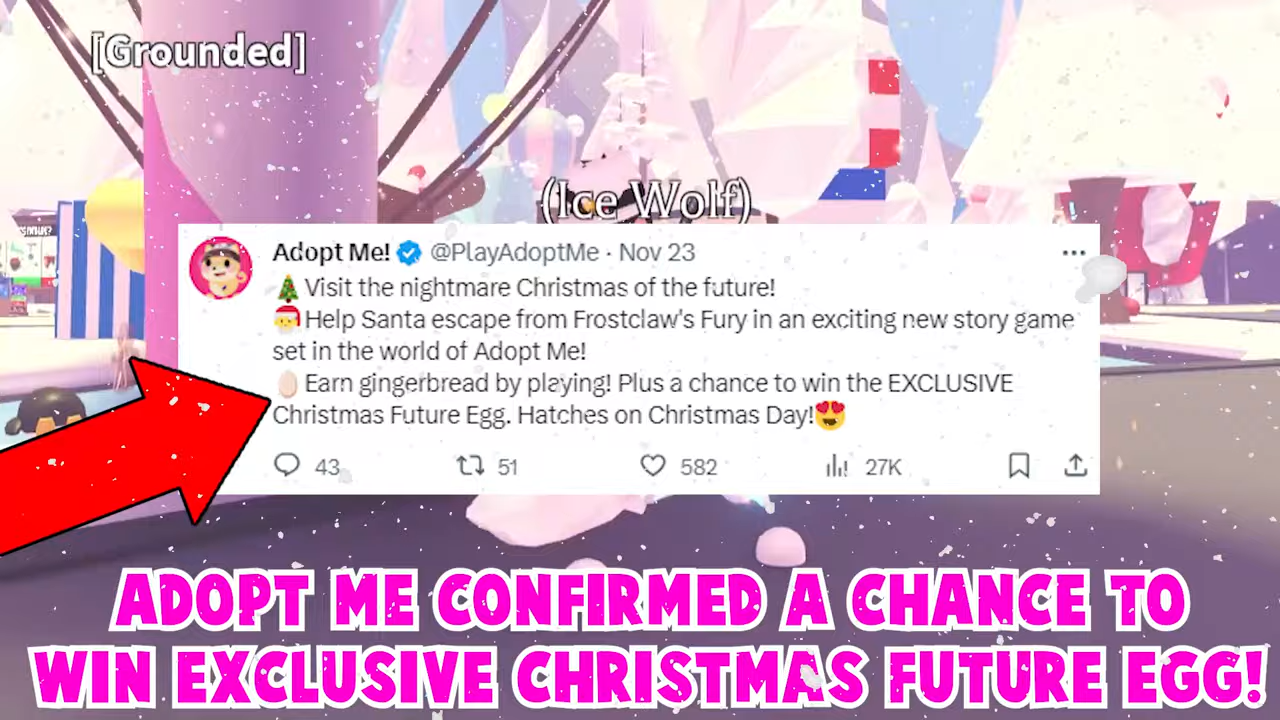 [Grounded]
(Ice Wolf)
Adopt Me! @PlayAdoptMe · Nov 23
🎄 Visit the nightmare Christmas of the future!
🎅 Help Santa escape from Frostclaw's Fury in an exciting new story game
set in the world of Adopt Me!
🥚 Earn gingerbread by playing! Plus a chance to win the EXCLUSIVE
Christmas Future Egg. Hatches on Christmas Day!😍
43 51 582 27K
ADOPT ME CONFIRMED A CHANCE TO
WIN EXCLUSIVE CHRISTMAS FUTURE EGG!